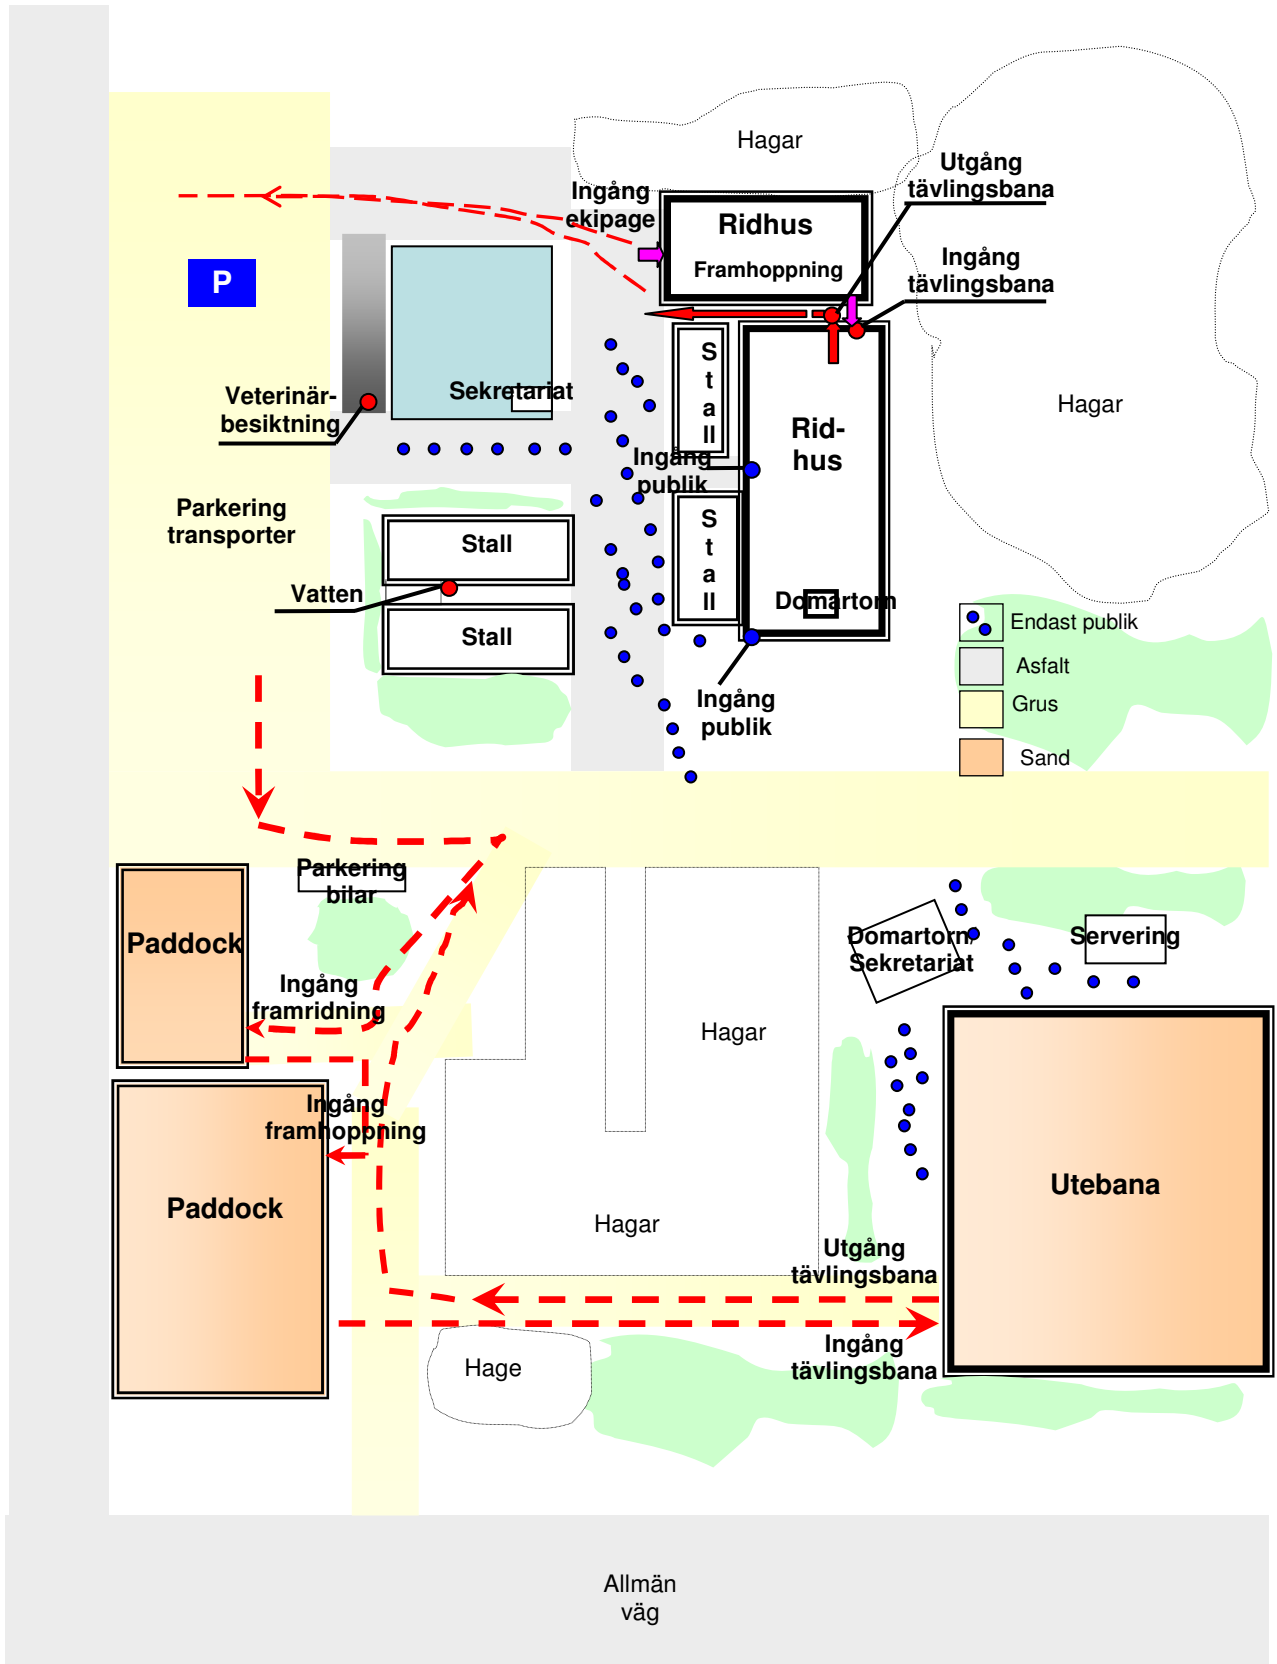 Hagar
Utgång
tävlingsbana
Ingång
ekipage
Ridhus
Framhoppning
Ingång
tävlingsbana
P
S
t
a
ll
Veterinär-
besiktning
Sekretariat
Hagar
Rid-
hus
Ingång
publik
Parkering
transporter
Stall
S
t
a
ll
Vatten
Domartorn
Stall
Endast publik
Asfalt
Grus
Sand
Ingång
publik
Parkering
bilar
Paddock
Domartorn/
Sekretariat
Servering
Ingång
framridning
Hagar
Ingång
framhoppning
Paddock
Utebana
Hagar
Utgång
tävlingsbana
Ingång
tävlingsbana
Hage
Allmän
väg